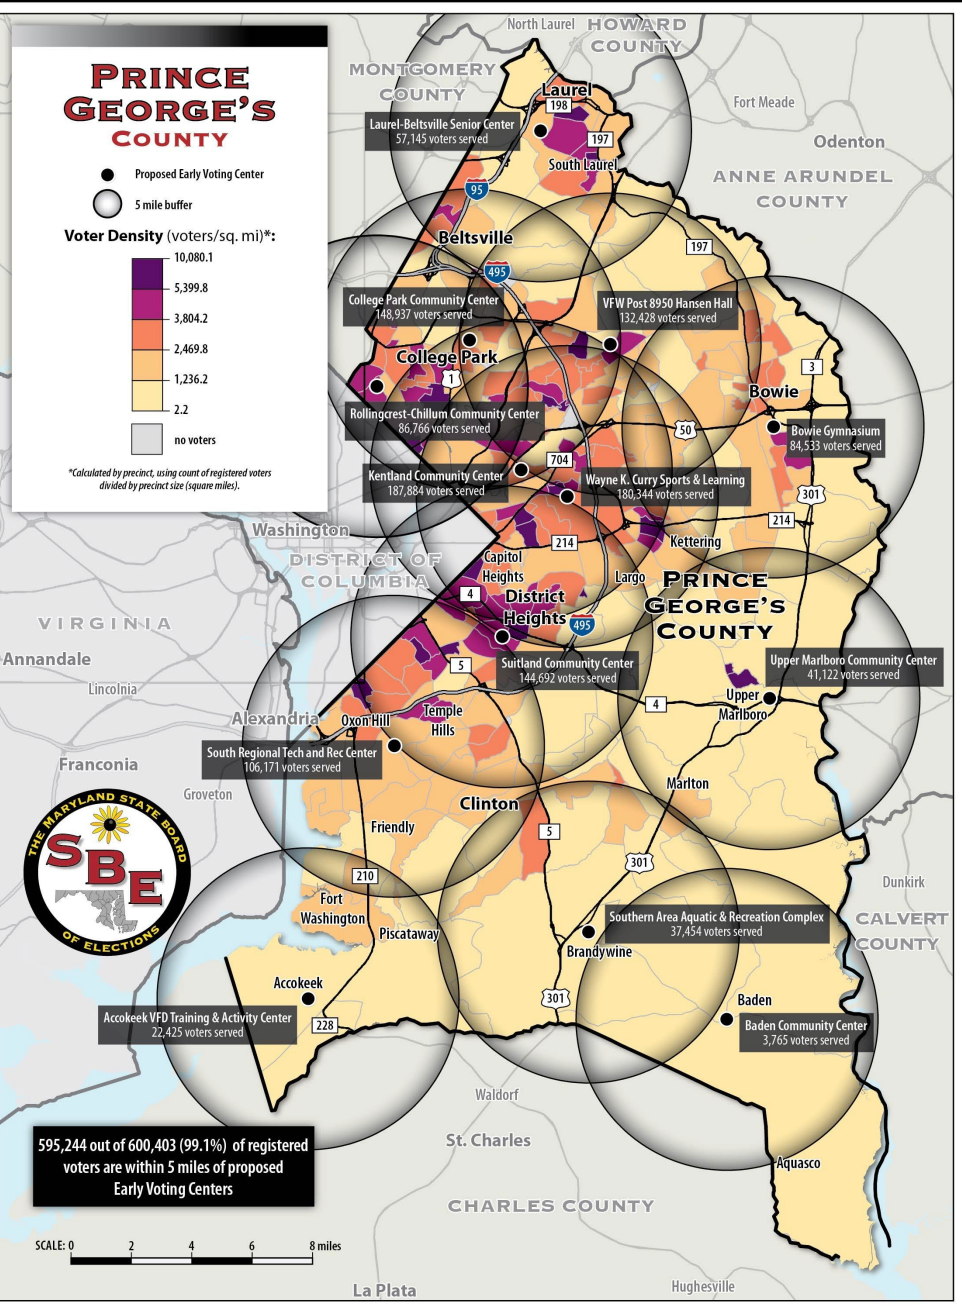 PRINCE
GEORGE'S
COUNTY
Proposed Early Voting Center
5 mile buffer
Voter Density (voters/sq. mi)*:
10,080.1
5,399.8
3,804.2
2,469.8
1,236.2
2.2
no voters
*Calculated by precinct, using count of registered voters
divided by precinct size (square miles).
North Laurel
HOWARD
COUNTY
MONTGOMERY
COUNTY
Laurel
198
Fort Meade
Laurel-Beltsville Senior Center
57,145 voters served
197
Odenton
South Laurel
ANNE ARUNDEL
COUNTY
95
Beltsville
197
495
College Park Community Center
148,937 voters served
VFW Post 8950 Hansen Hall
132,428 voters served
College Park
1
3
Bowie
Rollingcrest-Chillum Community Center
86,766 voters served
50
Bowie Gymnasium
84,533 voters served
704
Kentland Community Center
187,884 voters served
Wayne K. Curry Sports & Learning
180,344 voters served
301
214
Washington
DISTRICT OF
COLUMBIA
214
Kettering
Capitol
Heights
Largo
PRINCE
GEORGE'S
COUNTY
4
District
Heights
495
VIRGINIA
Annandale
Suitland Community Center
144,692 voters served
5
Upper Marlboro Community Center
41,122 voters served
Lincolnia
Upper
Marlboro
4
Alexandria
Oxon Hill
Temple
Hills
South Regional Tech and Rec Center
106,171 voters served
Franconia
Groveton
Marlton
Clinton
Friendly
5
THE MARYLAND STATE BOARD
SBE
OF ELECTIONS
301
210
Dunkirk
Fort
Washington
Piscataway
Southern Area Aquatic & Recreation Complex
37,454 voters served
CALVERT
COUNTY
Brandywine
Accokeek
301
Baden
Accokeek VFD Training & Activity Center
22,425 voters served
228
Baden Community Center
3,765 voters served
Waldorf
595,244 out of 600,403 (99.1%) of registered
voters are within 5 miles of proposed
Early Voting Centers
St. Charles
Aquasco
CHARLES COUNTY
SCALE: 0 2 4 6 8 miles
La Plata
Hughesville